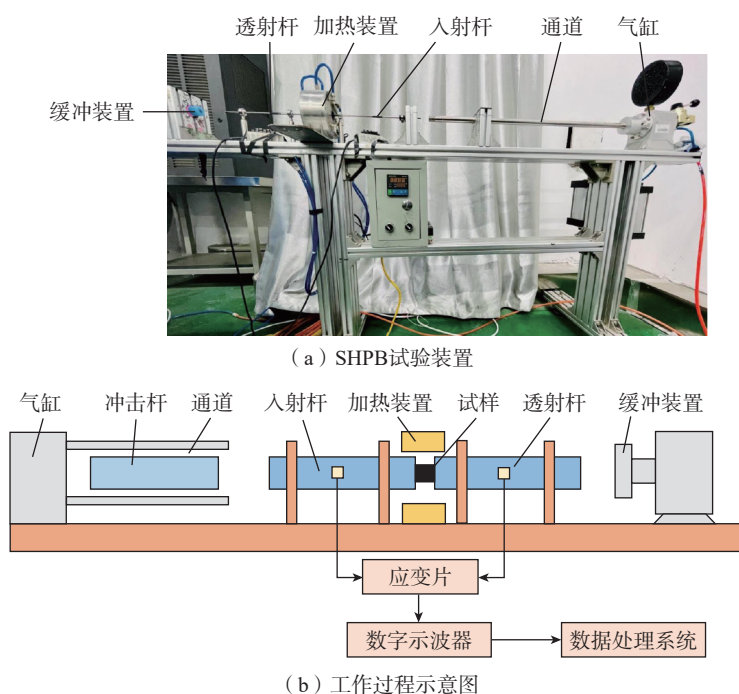 透射杆 加热装置 入射杆 通道 气缸
缓冲装置
（a）SHPB试验装置
气缸 冲击杆 通道 入射杆 加热装置 试样 透射杆 缓冲装置
应变片
数字示波器 数据处理系统
（b）工作过程示意图